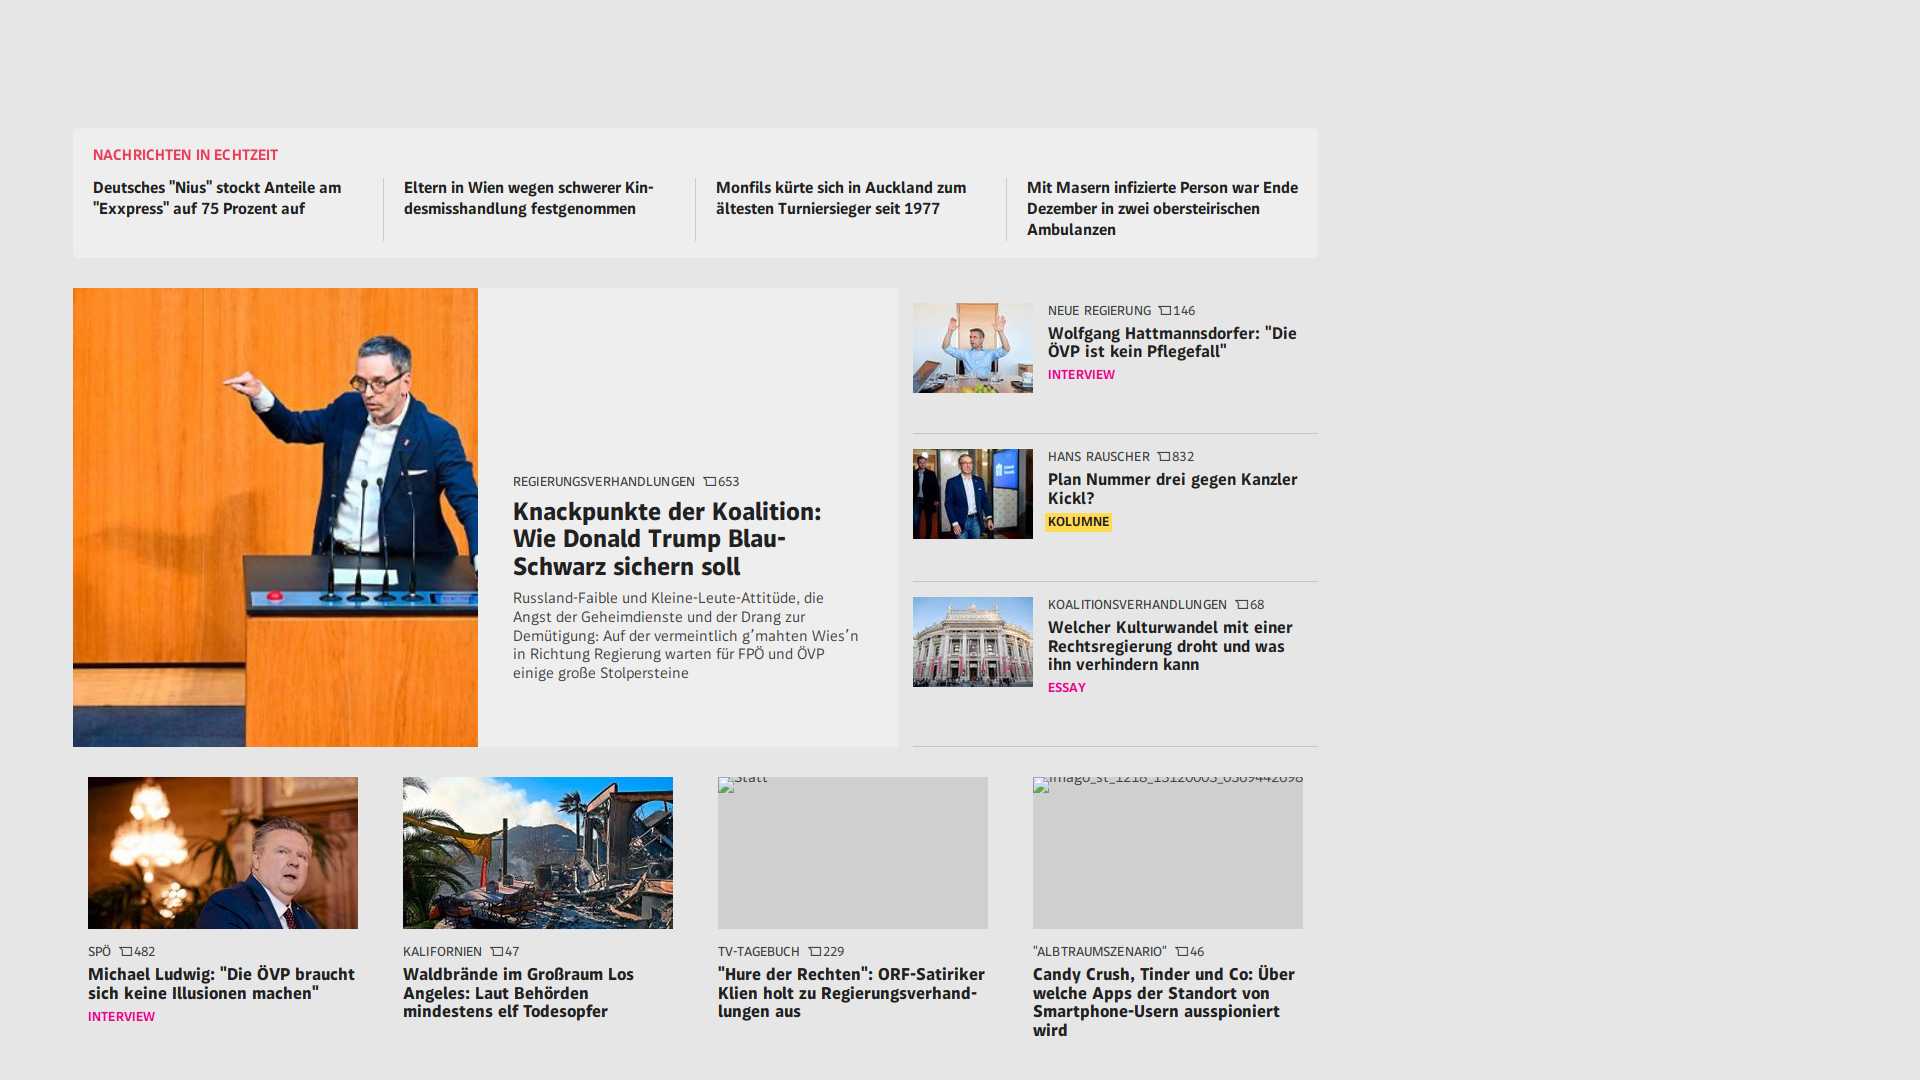 NACHRICHTEN IN ECHTZEIT
Deutsches "Nius" stockt Anteile am
"Exxpress" auf 75 Prozent auf
Eltern in Wien wegen schwerer Kin-
desmisshandlung festgenommen
Monfils kürte sich in Auckland zum
ältesten Turniersieger seit 1977
Mit Masern infizierte Person war Ende
Dezember in zwei obersteirischen
Ambulanzen
REGIERUNGSVERHANDLUNGEN 653
Knackpunkte der Koalition:
Wie Donald Trump Blau-
Schwarz sichern soll
Russland-Faible und Kleine-Leute-Attitüde, die
Angst der Geheimdienste und der Drang zur
Demütigung: Auf der vermeintlich g’mahten Wies’n
in Richtung Regierung warten für FPÖ und ÖVP
einige große Stolpersteine
NEUE REGIERUNG 146
Wolfgang Hattmannsdorfer: "Die
ÖVP ist kein Pflegefall"
INTERVIEW
HANS RAUSCHER 832
Plan Nummer drei gegen Kanzler
Kickl?
KOLUMNE
KOALITIONSVERHANDLUNGEN 68
Welcher Kulturwandel mit einer
Rechtsregierung droht und was
ihn verhindern kann
ESSAY
SPÖ 482
Michael Ludwig: "Die ÖVP braucht
sich keine Illusionen machen"
INTERVIEW
KALIFORNIEN 47
Waldbrände im Großraum Los
Angeles: Laut Behörden
mindestens elf Todesopfer
Statt
TV-TAGEBUCH 229
"Hure der Rechten": ORF-Satiriker
Klien holt zu Regierungsverhand-
lungen aus
"ALBTRAUMSZENARIO" 46
Candy Crush, Tinder und Co: Über
welche Apps der Standort von
Smartphone-Usern ausspioniert
wird